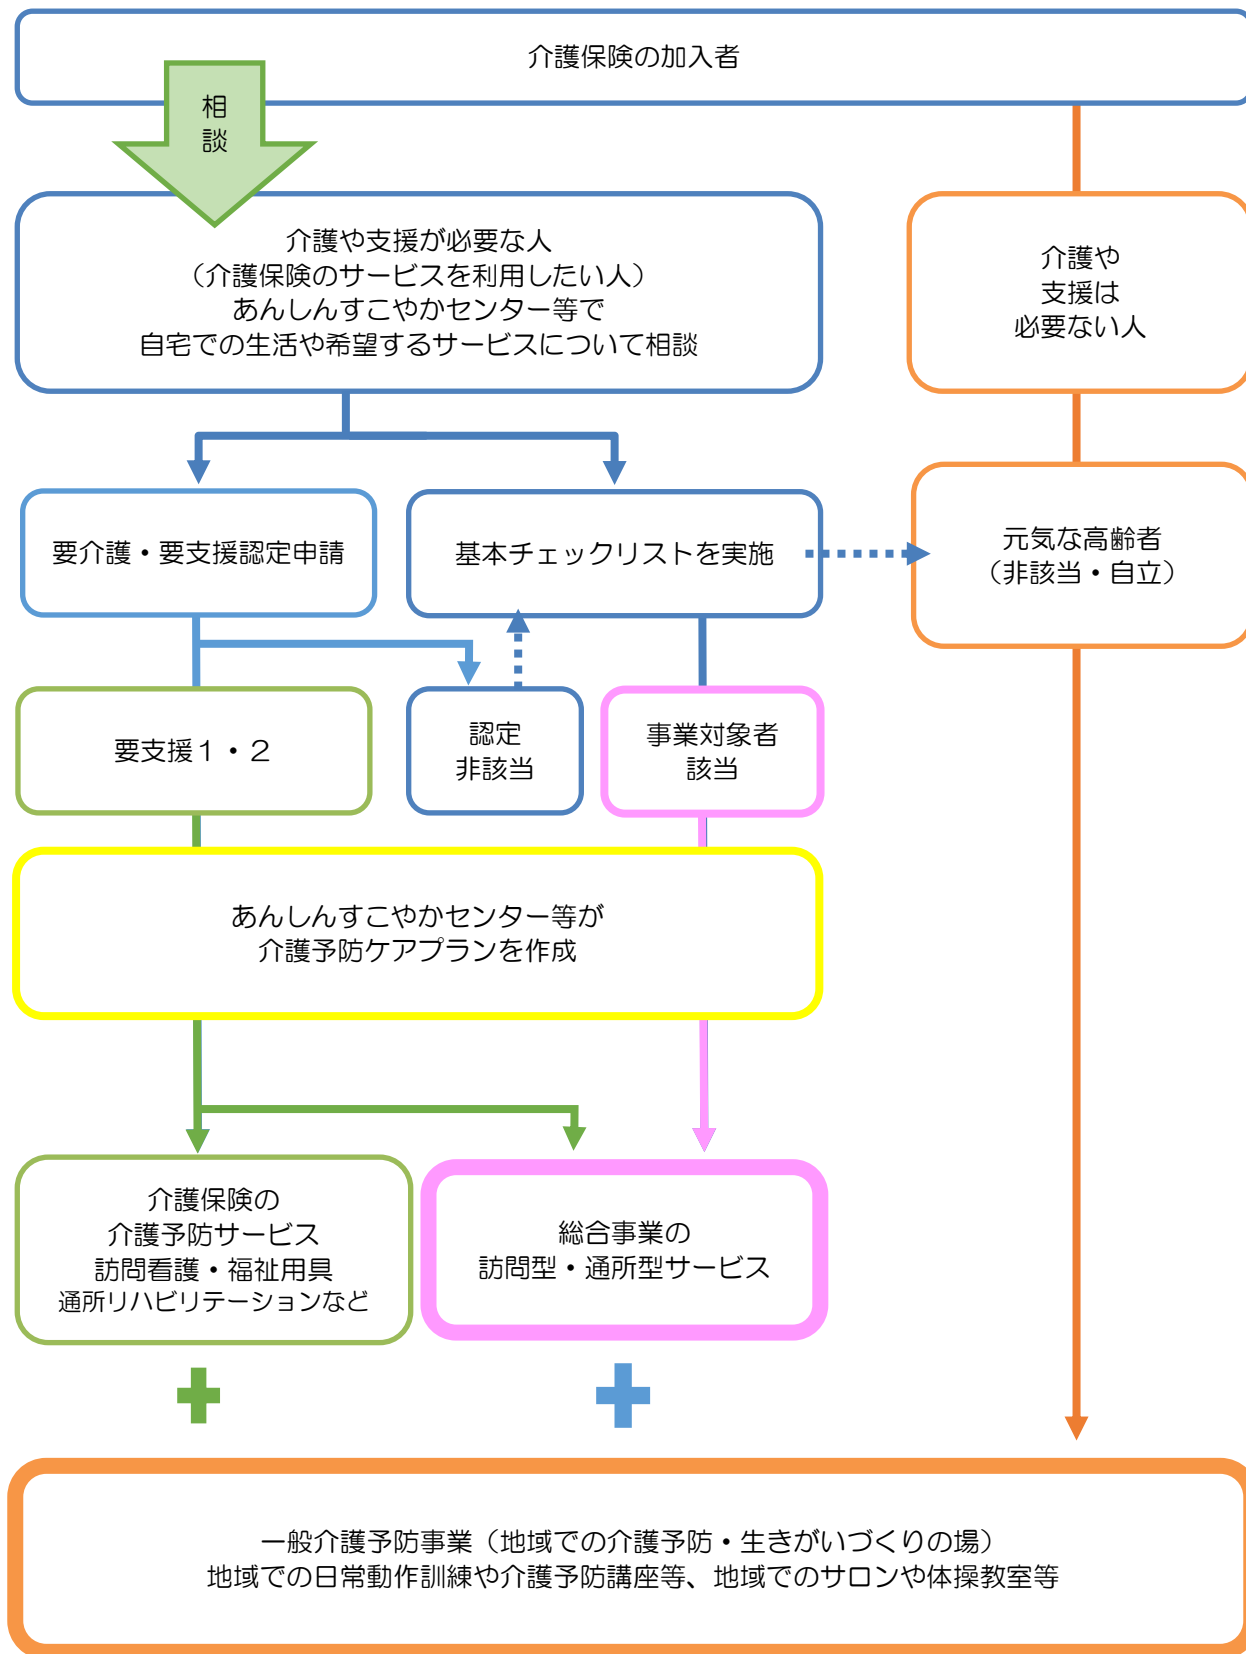 介護保険の加入者
相
談
介護や支援が必要な人
（介護保険のサービスを利用したい人）
あんしんすこやかセンター等で
自宅での生活や希望するサービスについて相談
介護や
支援は
必要ない人
要介護・要支援認定申請
基本チェックリストを実施
元気な高齢者
（非該当・自立）
要支援１・２
認定
非該当
事業対象者
該当
あんしんすこやかセンター等が
介護予防ケアプランを作成
介護保険の
介護予防サービス
訪問看護・福祉用具
通所リハビリテーションなど
総合事業の
訪問型・通所型サービス
一般介護予防事業（地域での介護予防・生きがいづくりの場）
地域での日常動作訓練や介護予防講座等、地域でのサロンや体操教室等